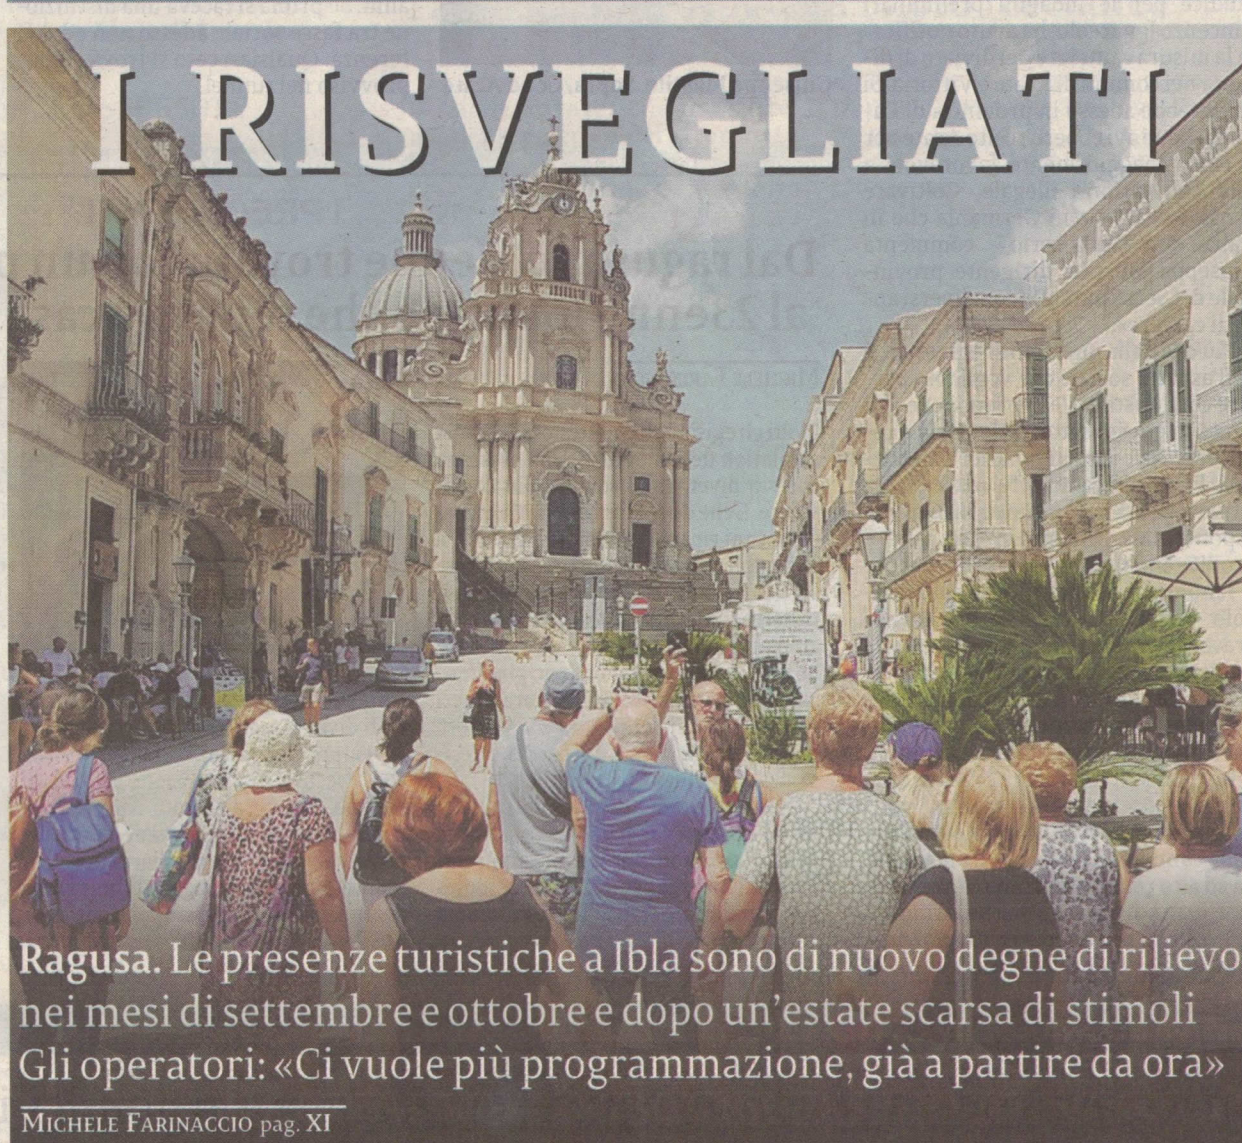 I RISVEGLIATI
Ragusa. Le presenze turistiche a Ibla sono di nuovo degne di rilievo
nei mesi di settembre e ottobre e dopo un'estate scarsa di stimoli
Gli operatori: «Ci vuole più programmazione, già a partire da ora»
MICHELE FARINACCIO pag. XI